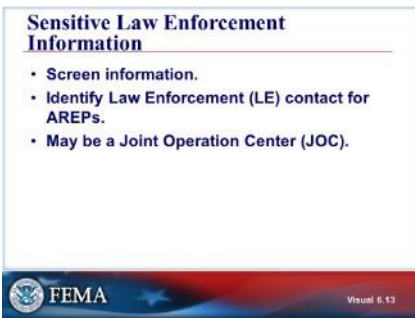 Sensitive Law Enforcement
Information
• Screen information.
• Identify Law Enforcement (LE) contact for
AREPs.
• May be a Joint Operation Center (JOC).
FEMA
Visual 6.13